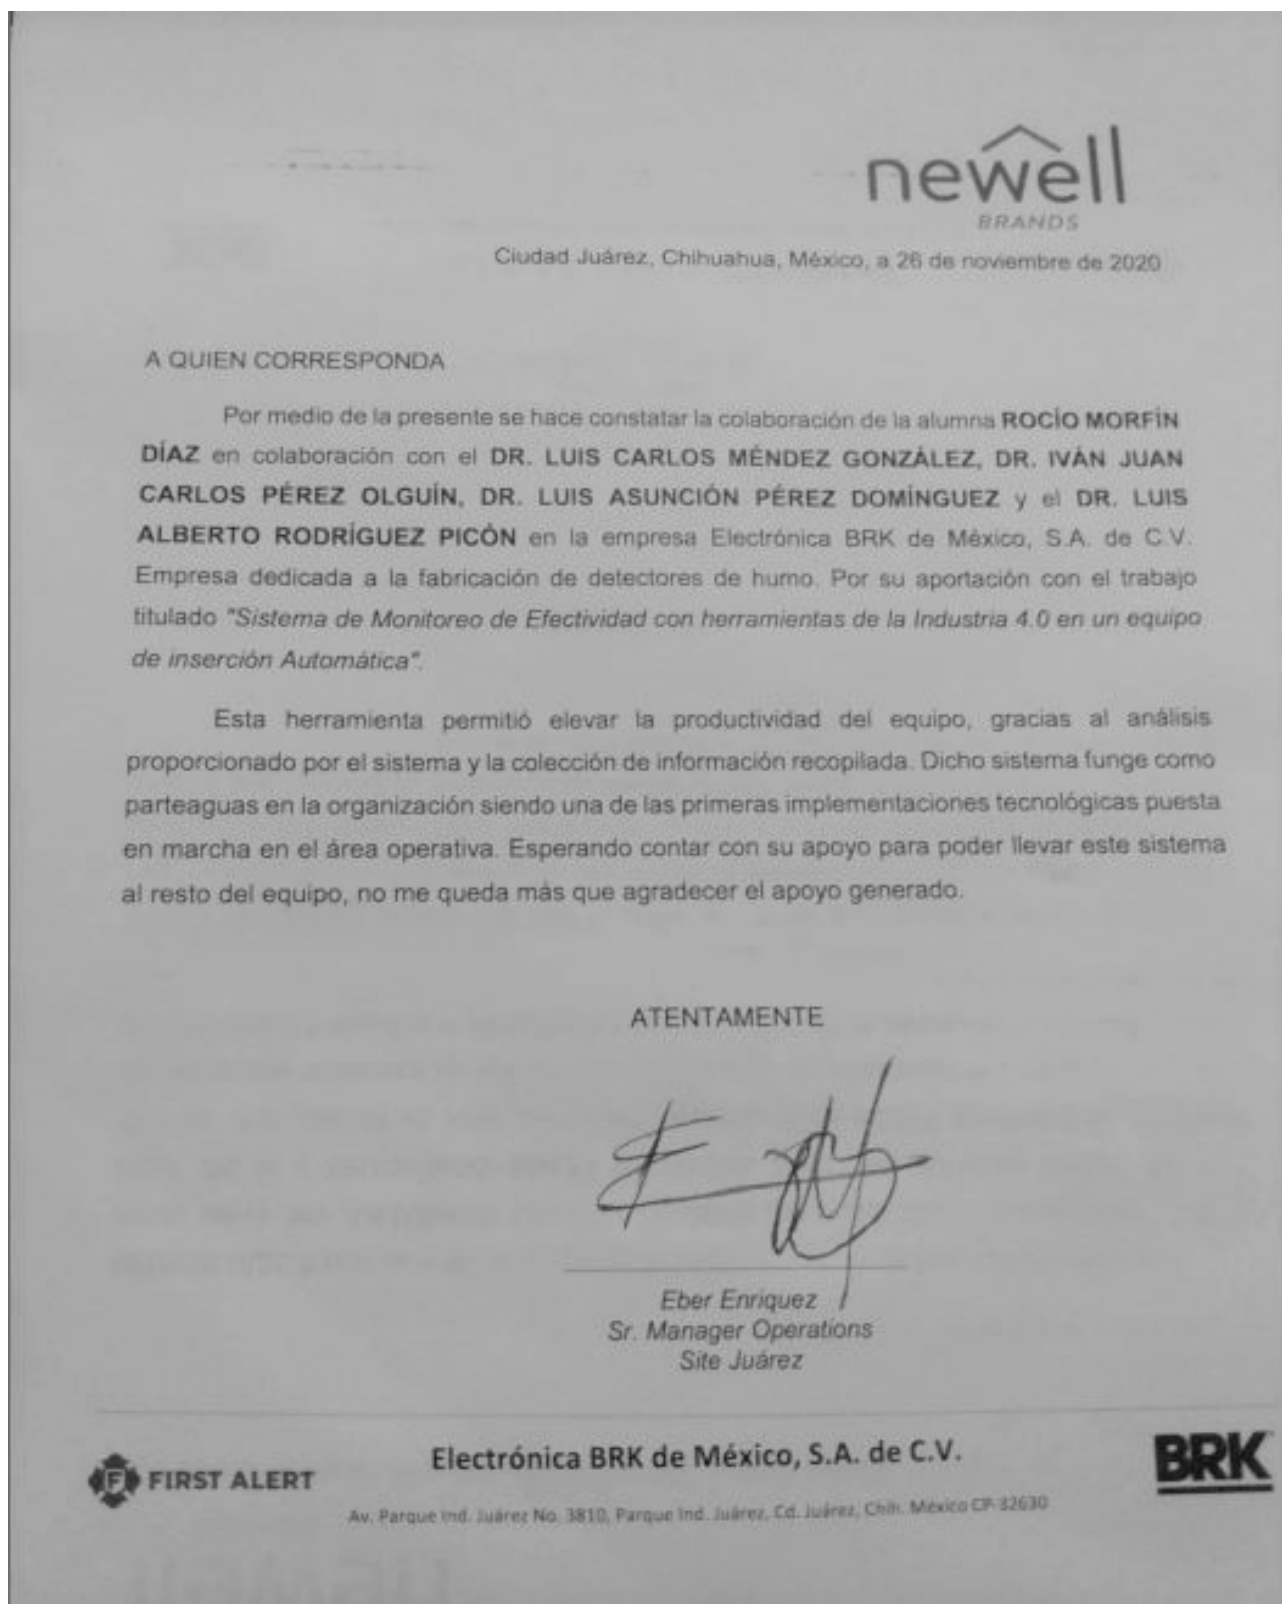 newell
BRANDS
Ciudad Juárez, Chihuahua, México, a 26 de noviembre de 2020
A QUIEN CORRESPONDA
Por medio de la presente se hace constatar la colaboración de la alumna ROCÍO MORFÍN
DÍAZ en colaboración con el DR. LUIS CARLOS MÉNDEZ GONZÁLEZ, DR. IVÁN JUAN
CARLOS PÉREZ OLGUÍN, DR. LUIS ASUNCIÓN PÉREZ DOMÍNGUEZ y el DR. LUIS
ALBERTO RODRÍGUEZ PICÓN en la empresa Electrónica BRK de México, S.A. de C.V.
Empresa dedicada a la fabricación de detectores de humo. Por su aportación con el trabajo
titulado "Sistema de Monitoreo de Efectividad con herramientas de la Industria 4.0 en un equipo
de inserción Automática".
Esta herramienta permitió elevar la productividad del equipo, gracias al análisis
proporcionado por el sistema y la colección de información recopilada. Dicho sistema funge como
parteaguas en la organización siendo una de las primeras implementaciones tecnológicas puesta
en marcha en el área operativa. Esperando contar con su apoyo para poder llevar este sistema
al resto del equipo, no me queda más que agradecer el apoyo generado.
ATENTAMENTE
Eber Enriquez
Sr. Manager Operations
Site Juárez
F FIRST ALERT
Electrónica BRK de México, S.A. de C.V.
BRK
Av. Parque Ind. Juárez No. 3810, Parque Ind. Juárez, Cd. Juárez, Chih. México CP-32630